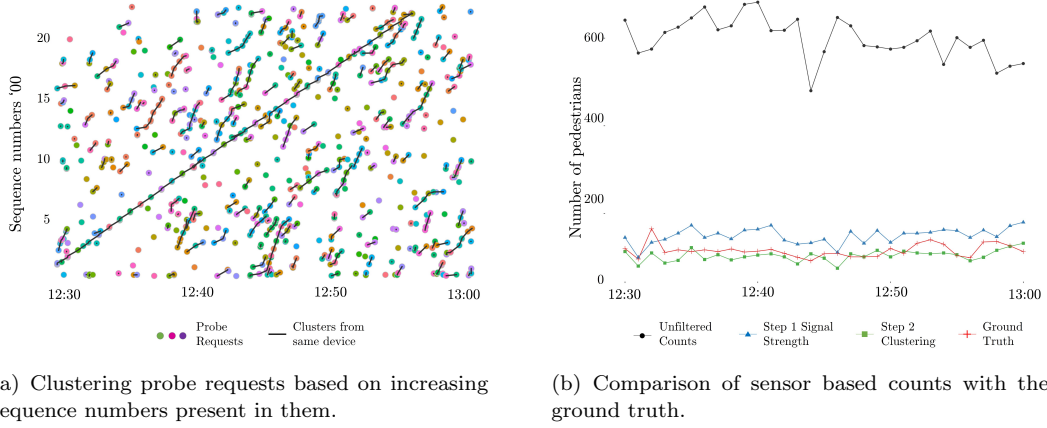 Sequence numbers '00
20
15
10
5
12:30
12:40
12:50
13:00
Probe
Requests
Clusters from
same device
a) Clustering probe requests based on increasing
equence numbers present in them.
Number of pedestrians
600
400
200
0
12:30
12:40
12:50
13:00
Unfiltered
Counts
Step 1 Signal
Strength
Step 2
Clustering
Ground
Truth
(b) Comparison of sensor based counts with the
ground truth.